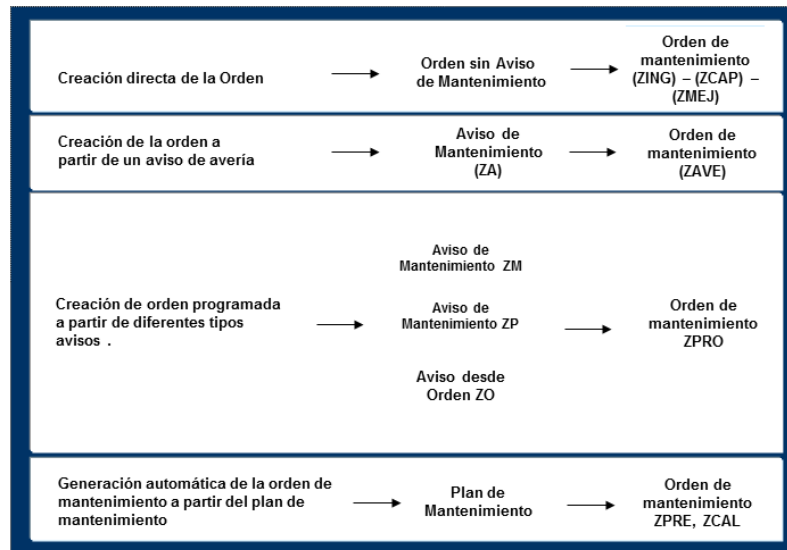 Creación directa de la Orden
Orden sin Aviso
de Mantenimiento
Orden de
mantenimiento
(ZING) – (ZCAP) –
(ZMEJ)
Creación de la orden a
partir de un aviso de avería
Aviso de
Mantenimiento
(ZA)
Orden de
mantenimiento
(ZAVE)
Creación de orden programada
a partir de diferentes tipos
avisos .
Aviso de
Mantenimiento ZM
Aviso de
Mantenimiento ZP
Aviso desde
Orden ZO
Orden de
mantenimiento
ZPRO
Generación automática de la orden de
mantenimiento a partir del plan de
mantenimiento
Plan de
Mantenimiento
Orden de
mantenimiento
ZPRE, ZCAL